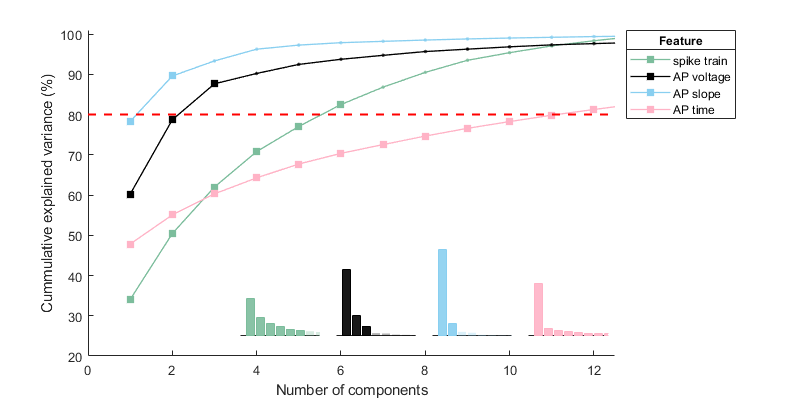 Cummulative explained variance (%)
100
90
80
70
60
50
40
30
20
0 2 4 6 8 10 12
Number of components
Feature
spike train
AP voltage
AP slope
AP time